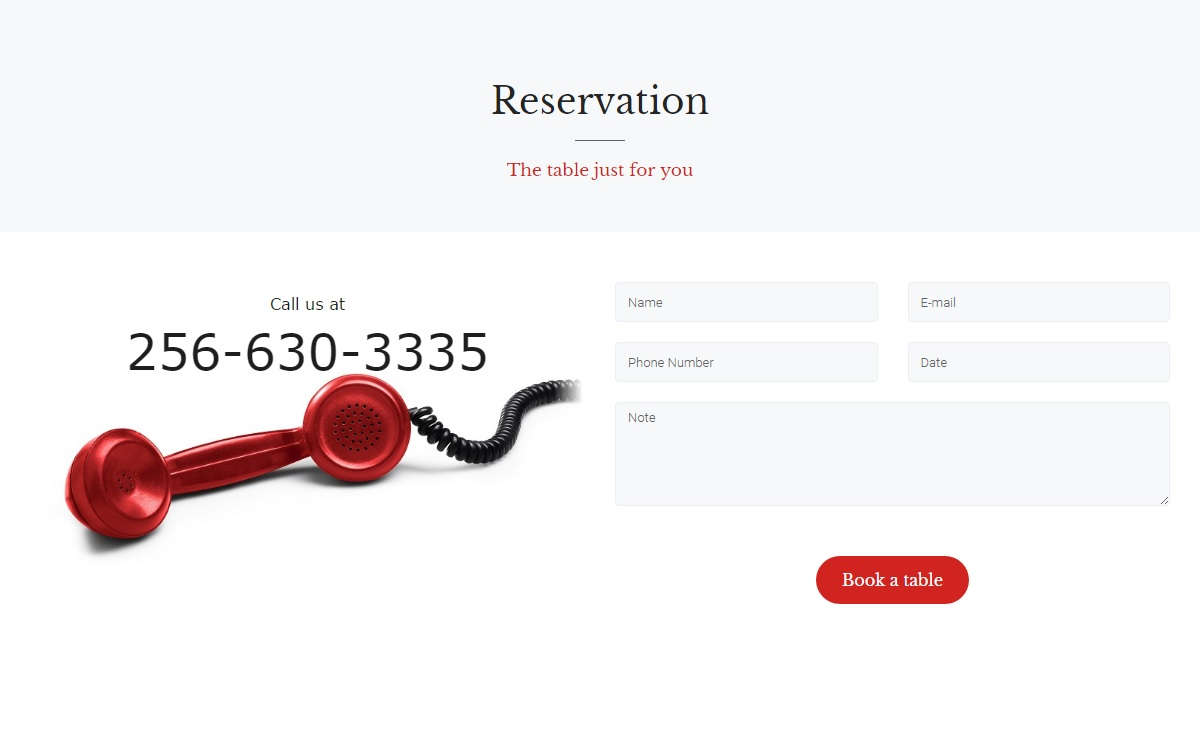 Reservation
The table just for you
Call us at
256-630-3335
Name
E-mail
Phone Number
Date
Note
Book a table